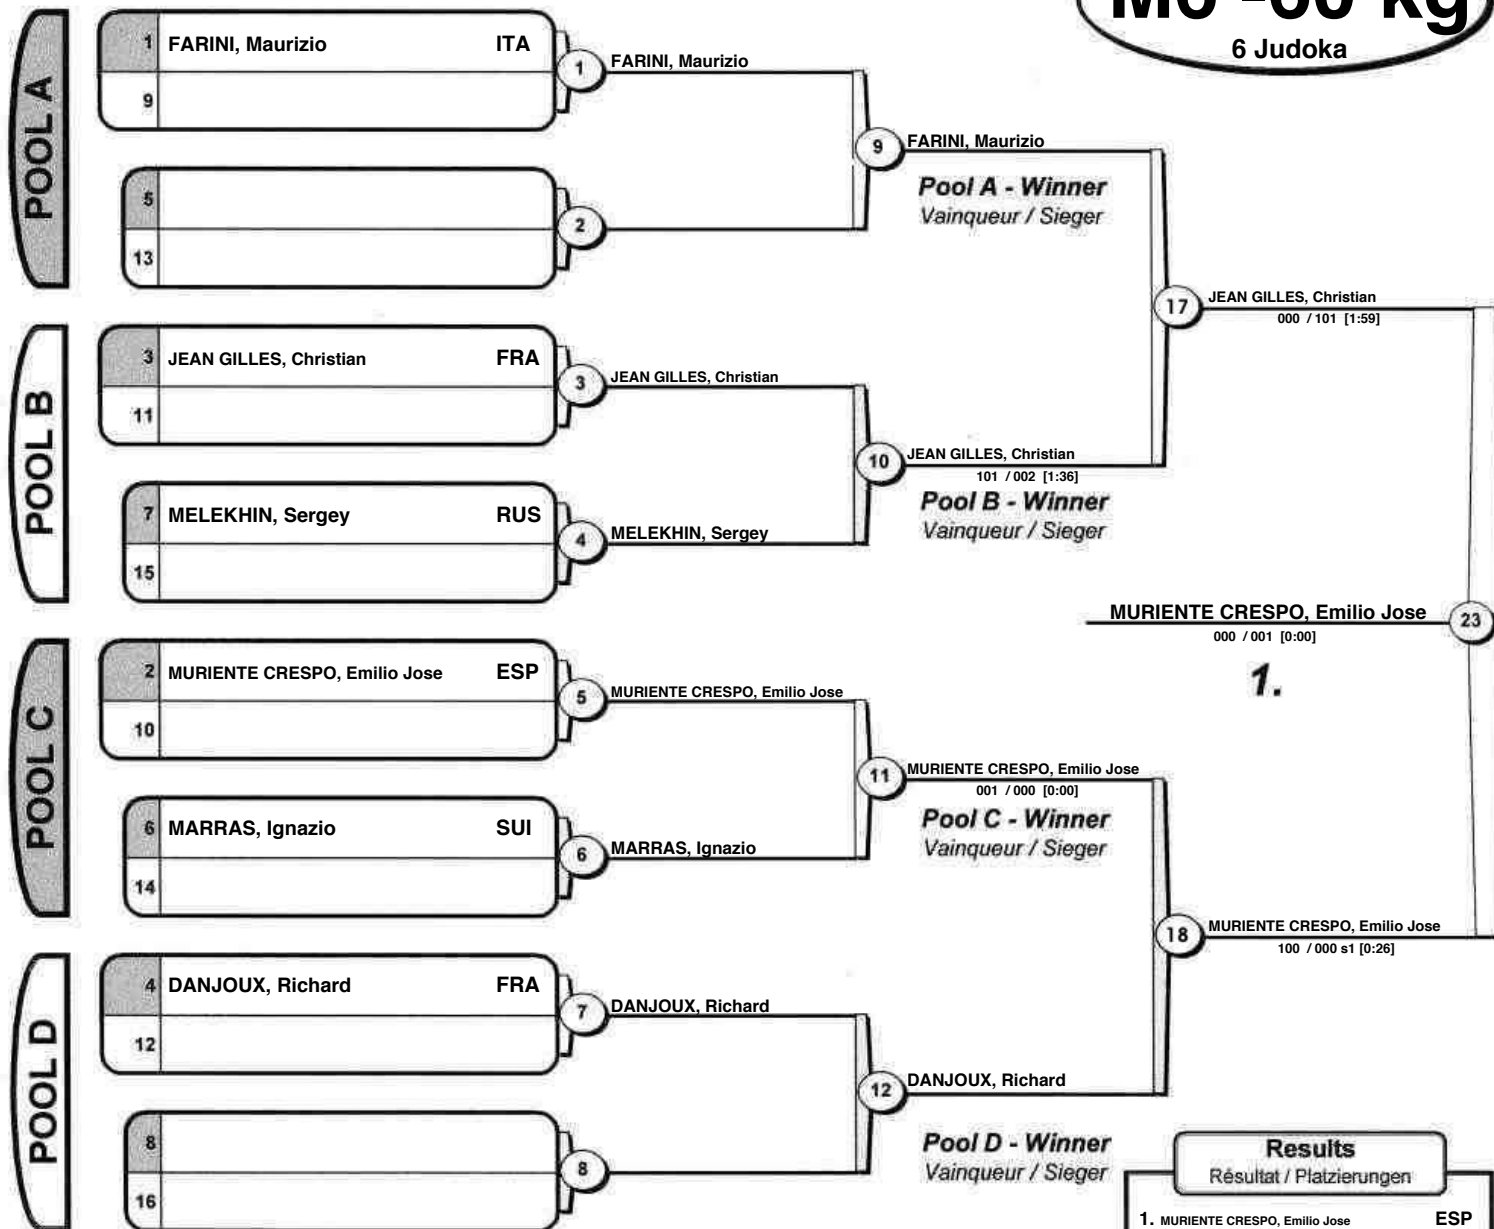 M6 -60 kg
6 Judoka
POOL A
1 FARINI, Maurizio ITA
9
5
13
1 FARINI, Maurizio
2
9 FARINI, Maurizio
Pool A - Winner
Vainqueur / Sieger
POOL B
3 JEAN GILLES, Christian FRA
11
7 MELEKHIN, Sergey RUS
15
3 JEAN GILLES, Christian
4 MELEKHIN, Sergey
10 JEAN GILLES, Christian
101 / 002 [1:36]
Pool B - Winner
Vainqueur / Sieger
17 JEAN GILLES, Christian
000 / 101 [1:59]
MURIENTE CRESPO, Emilio Jose 23
000 / 001 [0:00]
1.
POOL C
2 MURIENTE CRESPO, Emilio Jose ESP
10
6 MARRAS, Ignazio SUI
14
5 MURIENTE CRESPO, Emilio Jose
6 MARRAS, Ignazio
11 MURIENTE CRESPO, Emilio Jose
001 / 000 [0:00]
Pool C - Winner
Vainqueur / Sieger
18 MURIENTE CRESPO, Emilio Jose
100 / 000 s1 [0:26]
POOL D
4 DANJOUX, Richard FRA
12
8
16
7 DANJOUX, Richard
8
12 DANJOUX, Richard
Pool D - Winner
Vainqueur / Sieger
Results
Résultat / Platzierungen
1. MURIENTE CRESPO, Emilio Jose ESP